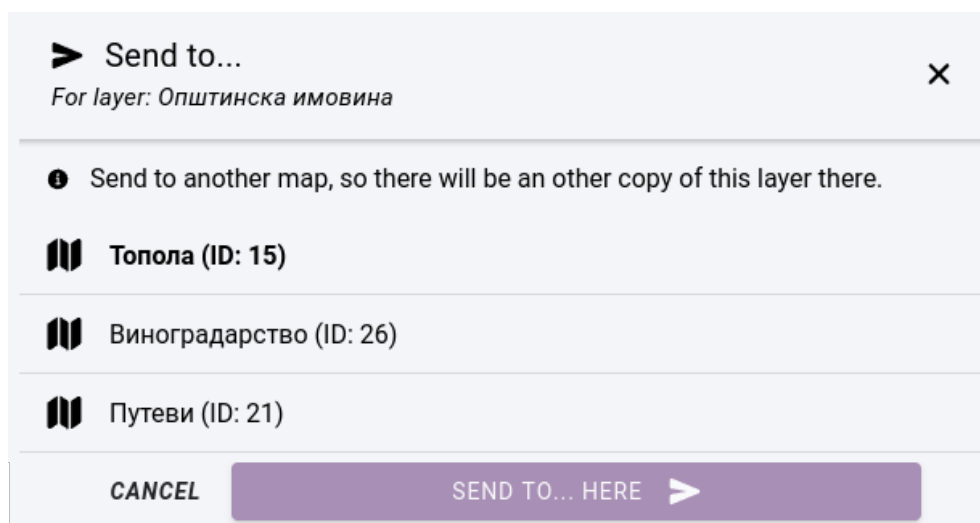 Send to...
For layer: Општинска имовина
Send to another map, so there will be an other copy of this layer there.
Топола (ID: 15)
Виноградарство (ID: 26)
Путеви (ID: 21)
CANCEL SEND TO... HERE